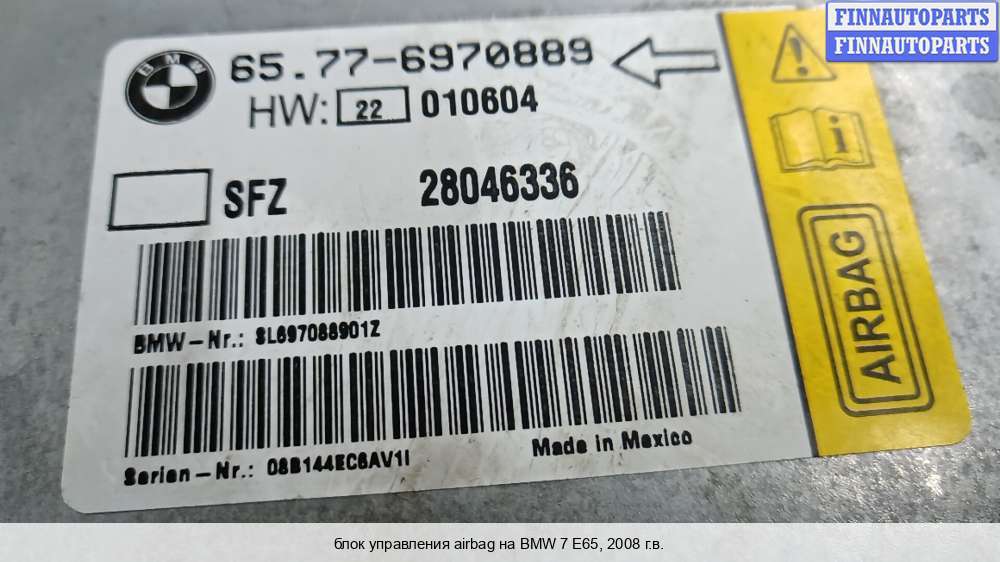 FINNAUTOPARTS
FINNAUTOPARTS
BMW
65.77-6970889
HW: 22 010604
SFZ 28046336
BMW-Nr.: SL697088901Z
Serien-Nr.: 08B144EC6AV1I
Made in Mexico
AIRBAG
блок управления airbag на BMW 7 E65, 2008 г.в.